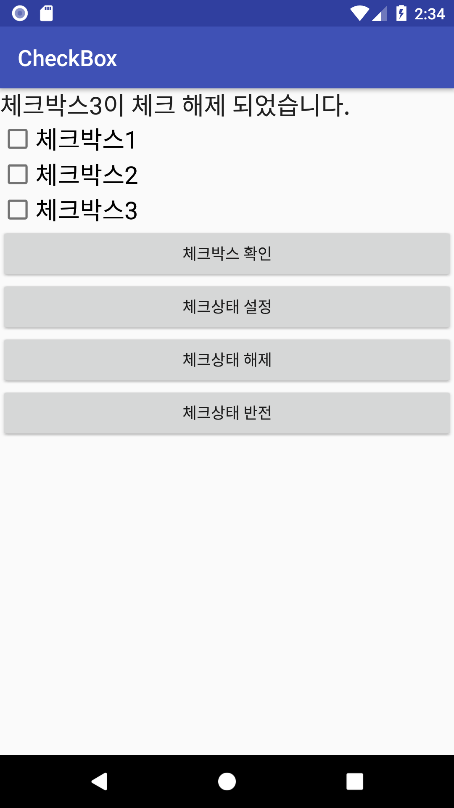 2:34
CheckBox
체크박스3이 체크 해제 되었습니다.
체크박스1
체크박스2
체크박스3
체크박스 확인
체크상태 설정
체크상태 해제
체크상태 반전